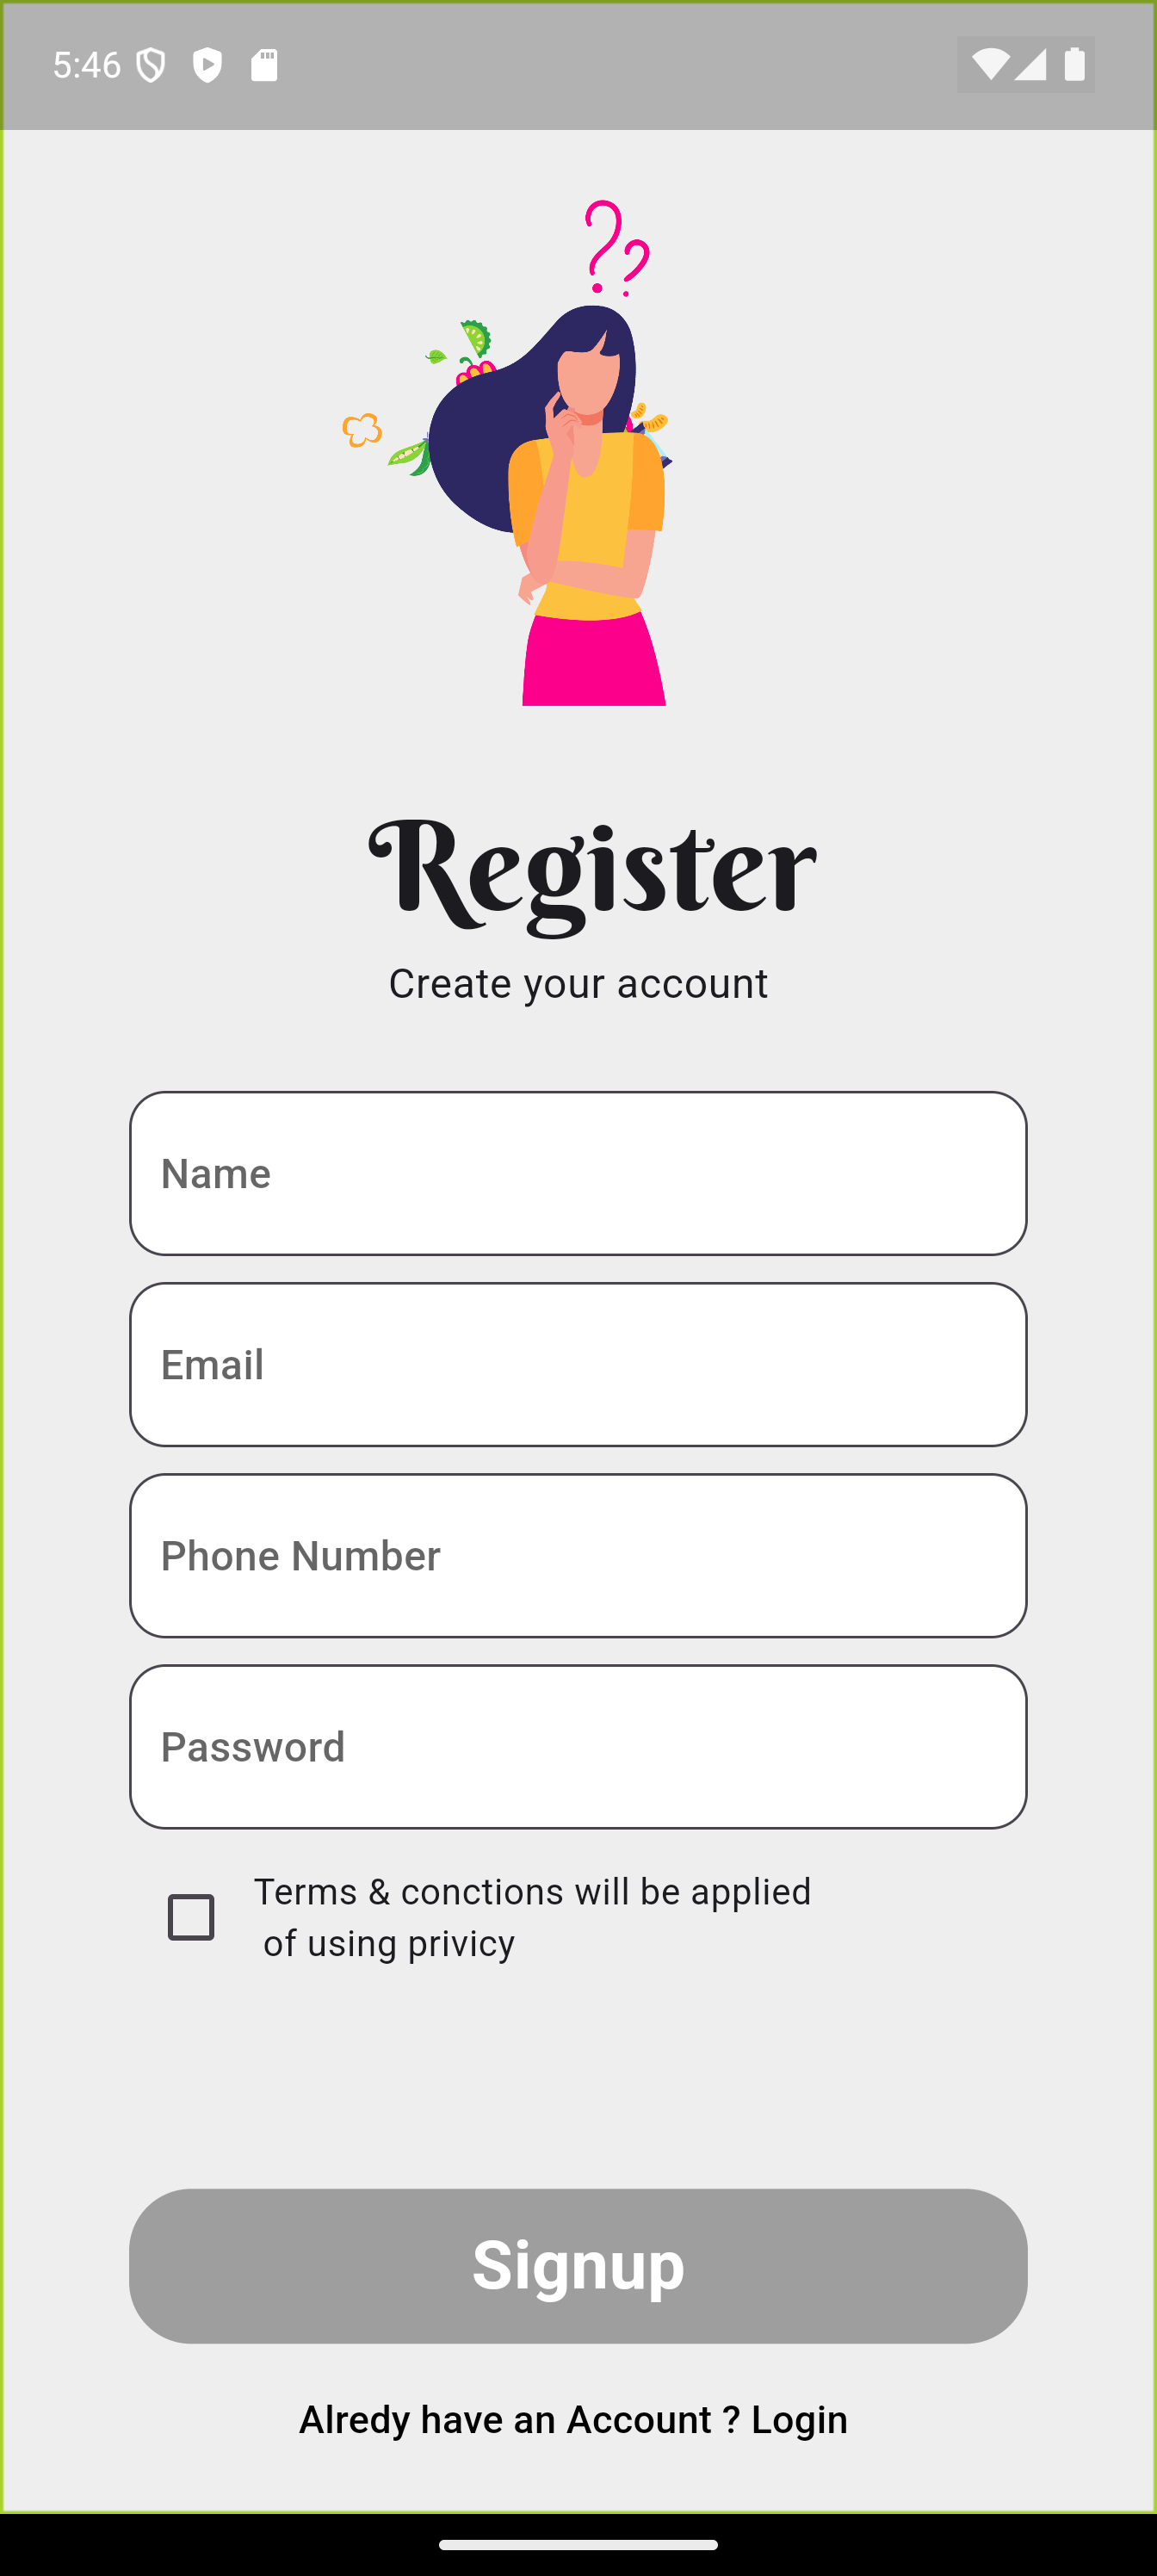 5:46
??
Register
Create your account
Name
Email
Phone Number
Password
Terms & conctions will be applied
of using privicy
Signup
Alredy have an Account ? Login